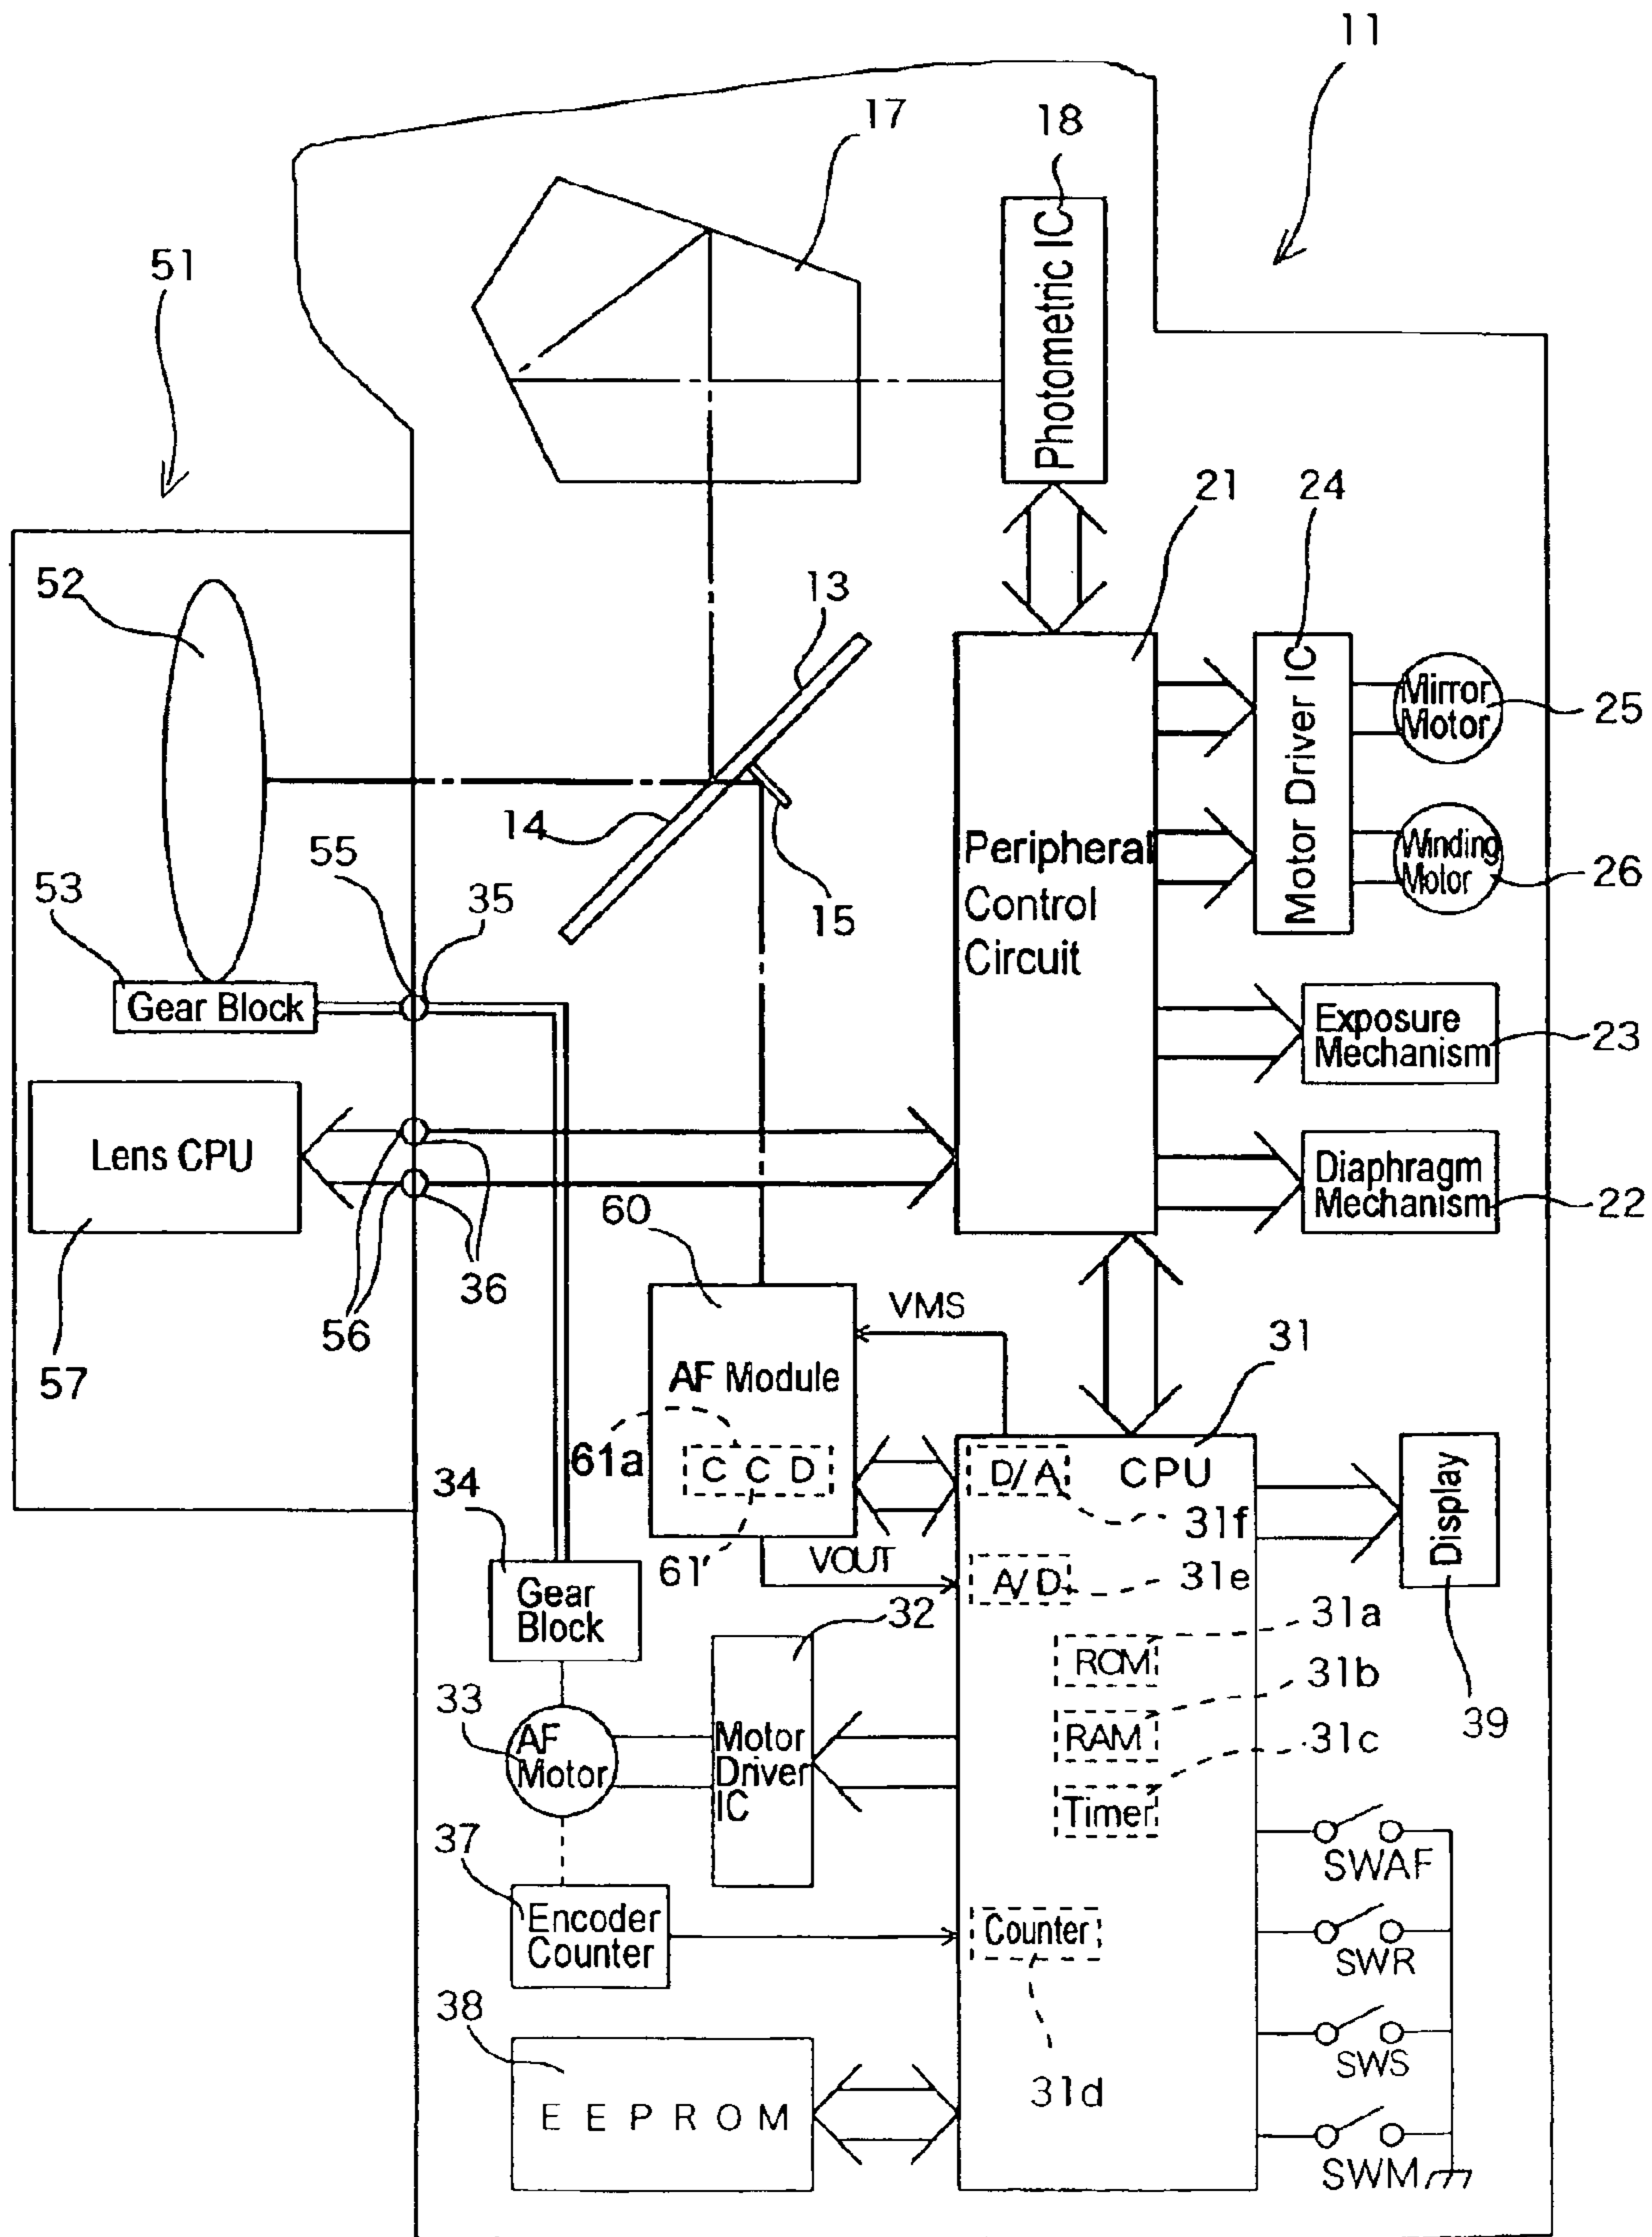 11
17
18
Photometric IC
51
21
24
52
13
Motor Driver IC
Mirror
Motor
25
14
55
35
15
Peripheral
Control
Circuit
Winding
Motor
26
53
Gear Block
Exposure
Mechanism
23
Lens CPU
60
Diaphragm
Mechanism
22
36
56
57
VMS
31
AF Module
61a
C C D
D/A
CPU
31f
Display
34
61'
VOUT
A/D
31e
Gear
Block
32
31a
ROM
31b
33
RAM
39
AF
Motor
Motor
Driver
IC
31c
Timer
37
SWAF
Encoder
Counter
Counter
SWR
38
31d
SWS
E E P R O M
SWM